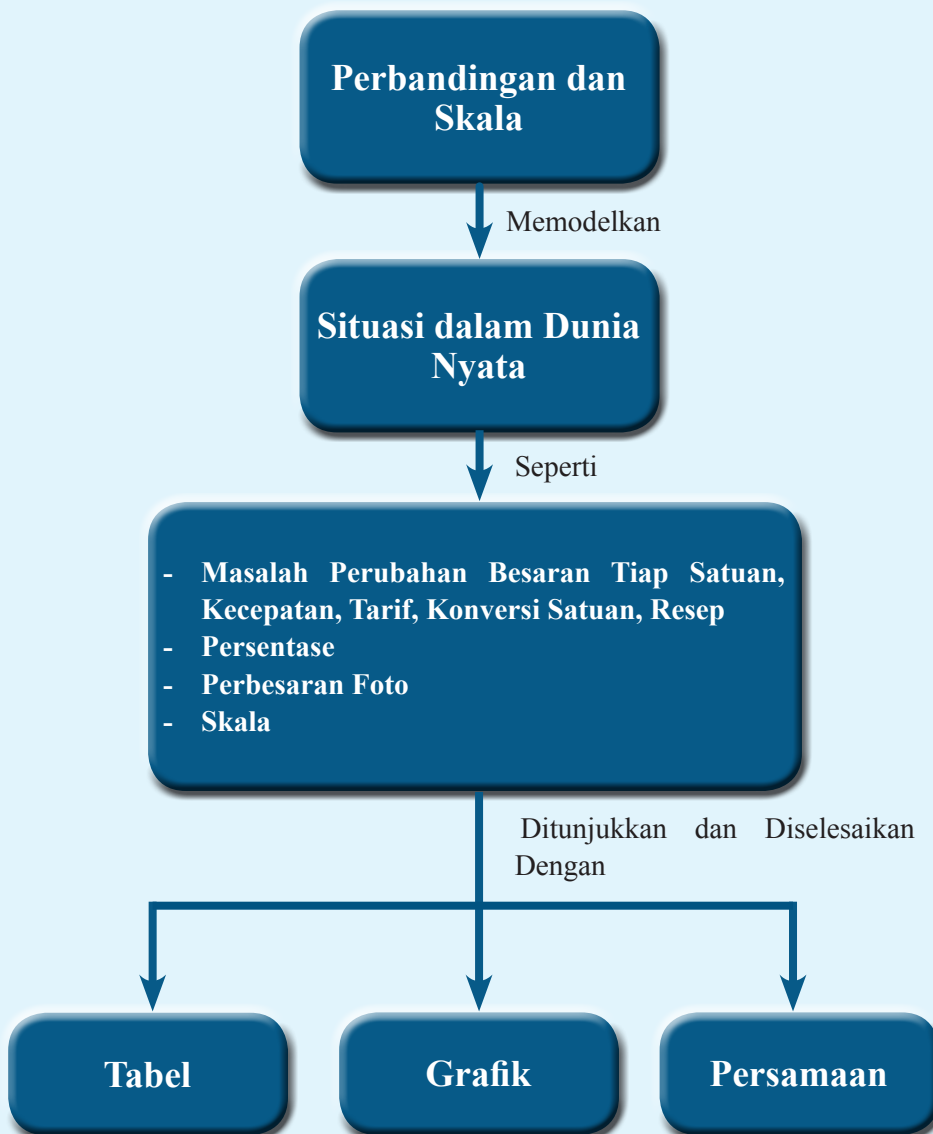 Perbandingan dan
Skala
Memodelkan
Situasi dalam Dunia
Nyata
Seperti
- Masalah Perubahan Besaran Tiap Satuan,
Kecepatan, Tarif, Konversi Satuan, Resep
- Persentase
- Perbesaran Foto
- Skala
Ditunjukkan dan Diselesaikan
Dengan
Tabel
Grafik
Persamaan